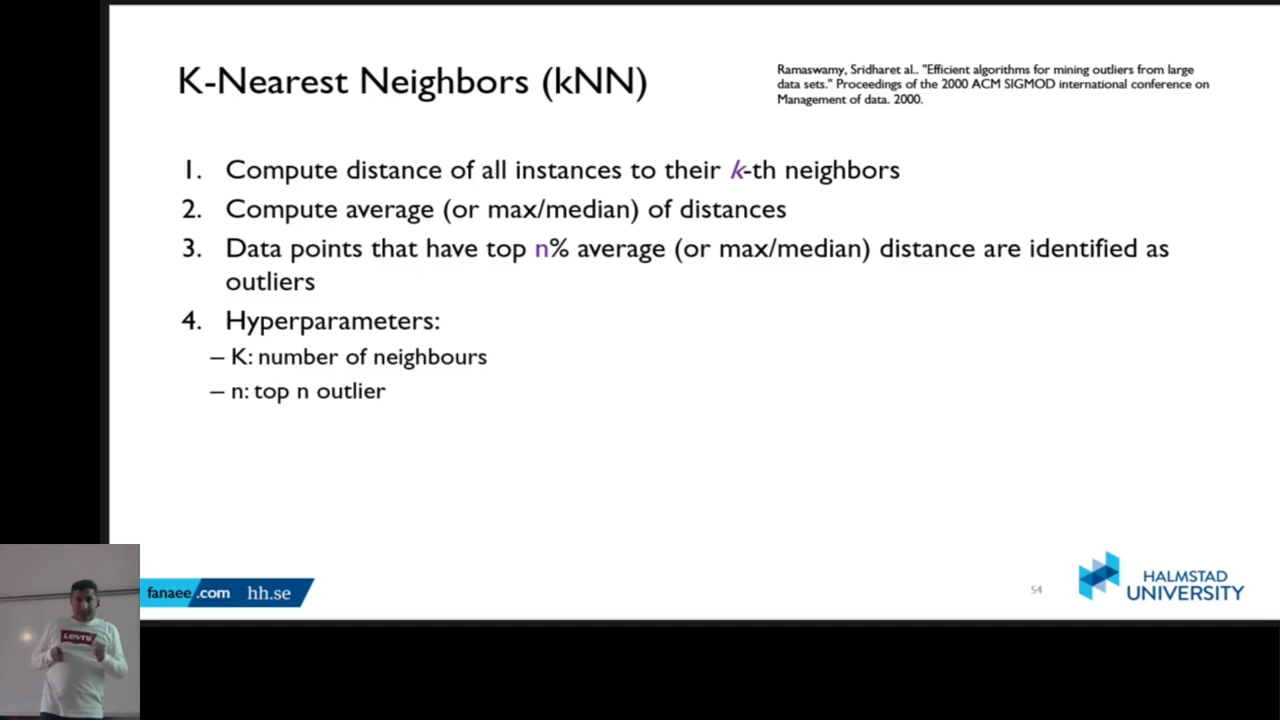 K-Nearest Neighbors (kNN)
Ramaswamy, Sridharet al.. "Efficient algorithms for mining outliers from large
data sets." Proceedings of the 2000 ACM SIGMOD international conference on
Management of data. 2000.
1. Compute distance of all instances to their k-th neighbors
2. Compute average (or max/median) of distances
3. Data points that have top n% average (or max/median) distance are identified as
outliers
4. Hyperparameters:
– K: number of neighbours
– n: top n outlier
Levi's
fanaee.com hh.se
54
HALMSTAD
UNIVERSITY